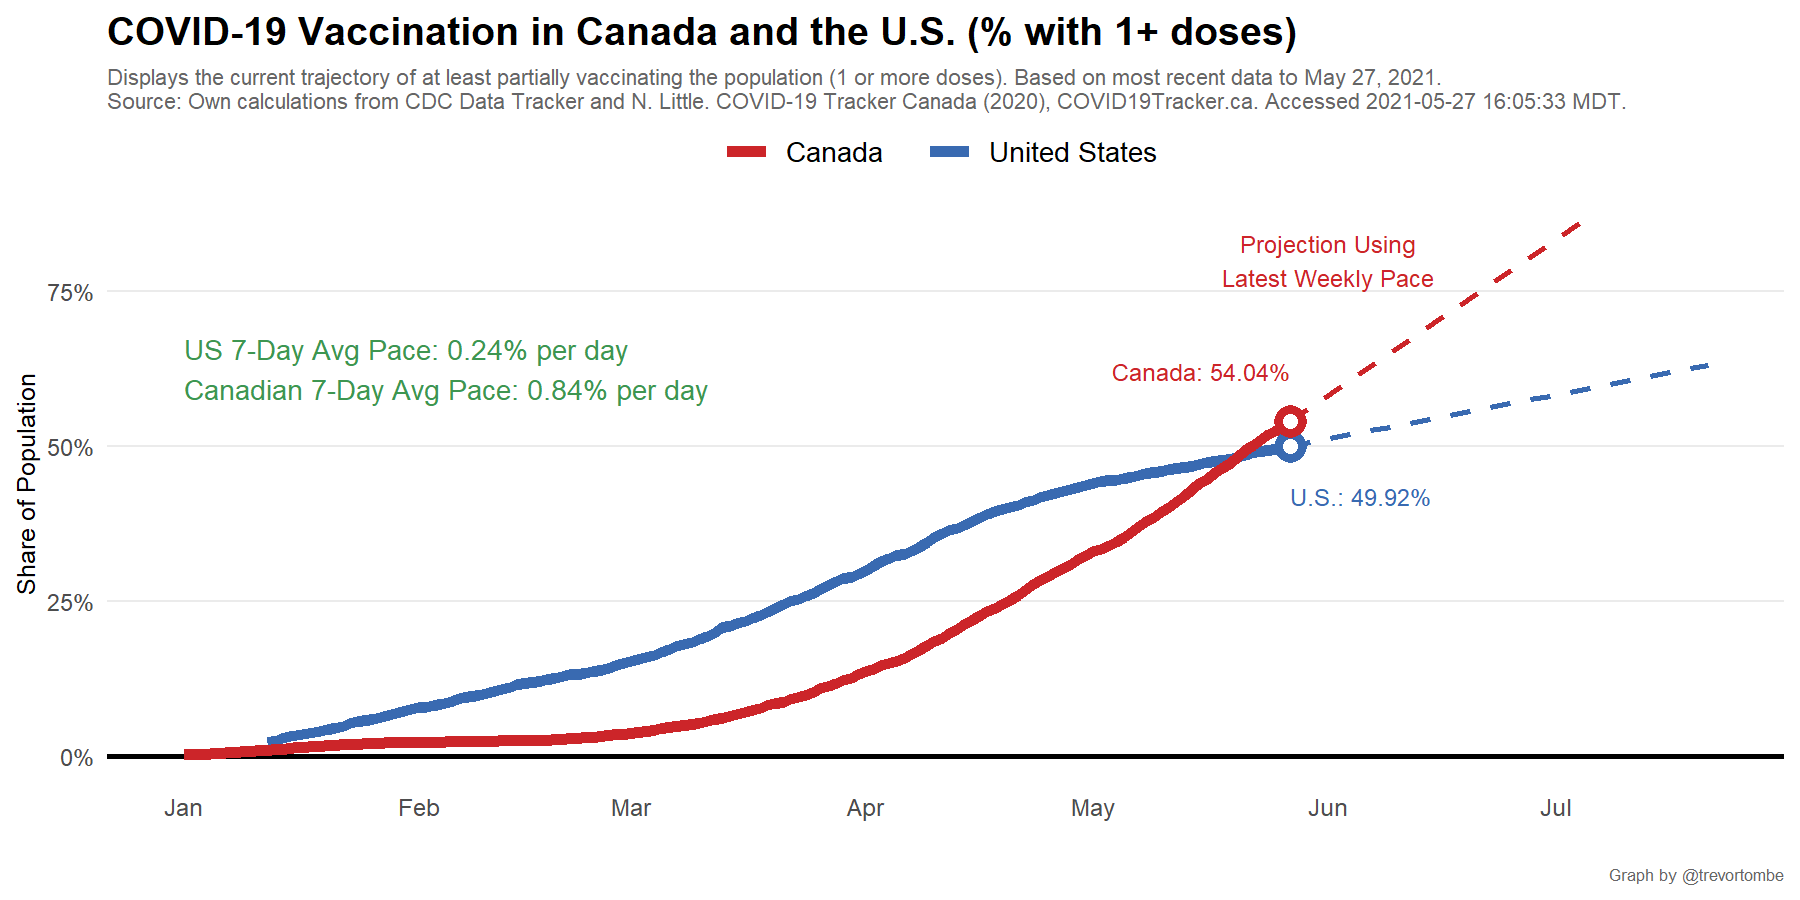 COVID-19 Vaccination in Canada and the U.S. (% with 1+ doses)
Displays the current trajectory of at least partially vaccinating the population (1 or more doses). Based on most recent data to May 27, 2021.
Source: Own calculations from CDC Data Tracker and N. Little. COVID-19 Tracker Canada (2020), COVID19Tracker.ca. Accessed 2021-05-27 16:05:33 MDT.
Canada
United States
Projection Using
Latest Weekly Pace
75%
US 7-Day Avg Pace: 0.24% per day
Canadian 7-Day Avg Pace: 0.84% per day
Canada: 54.04%
Share of Population
50%
U.S.: 49.92%
25%
0%
Jan
Feb
Mar
Apr
May
Jun
Jul
Graph by @trevortombe